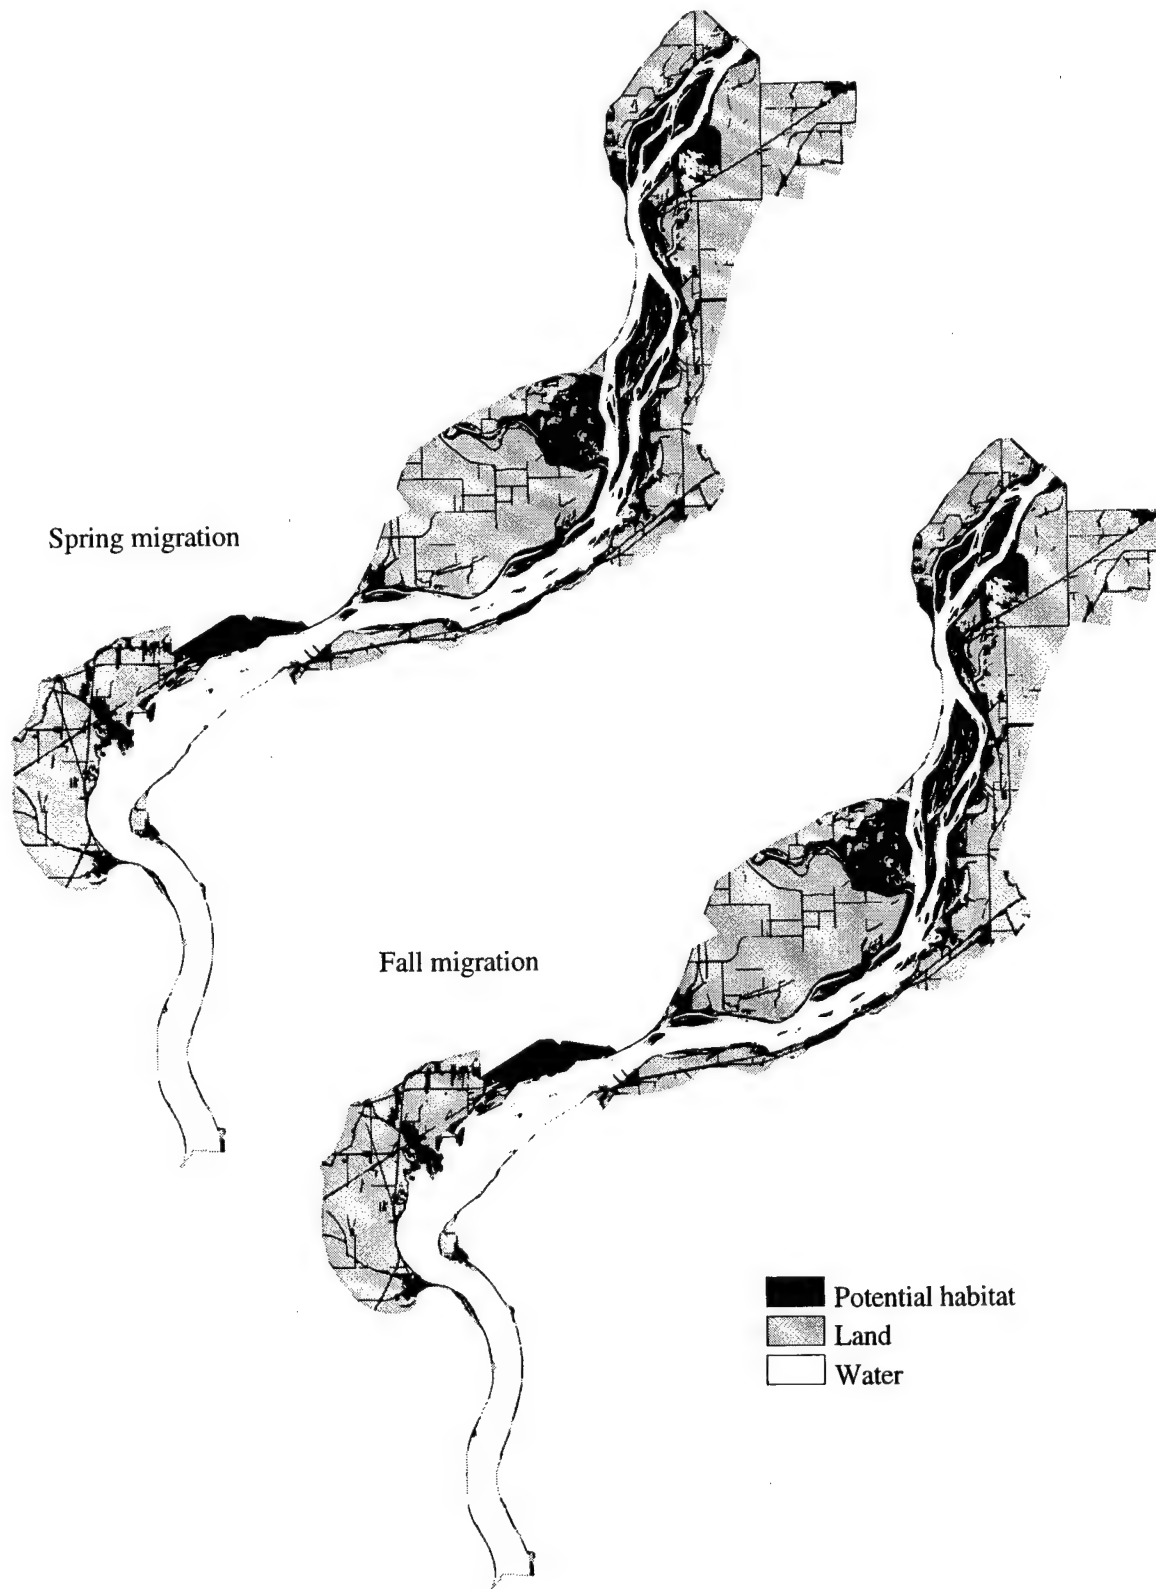 Spring migration
Fall migration
Potential habitat
Land
Water